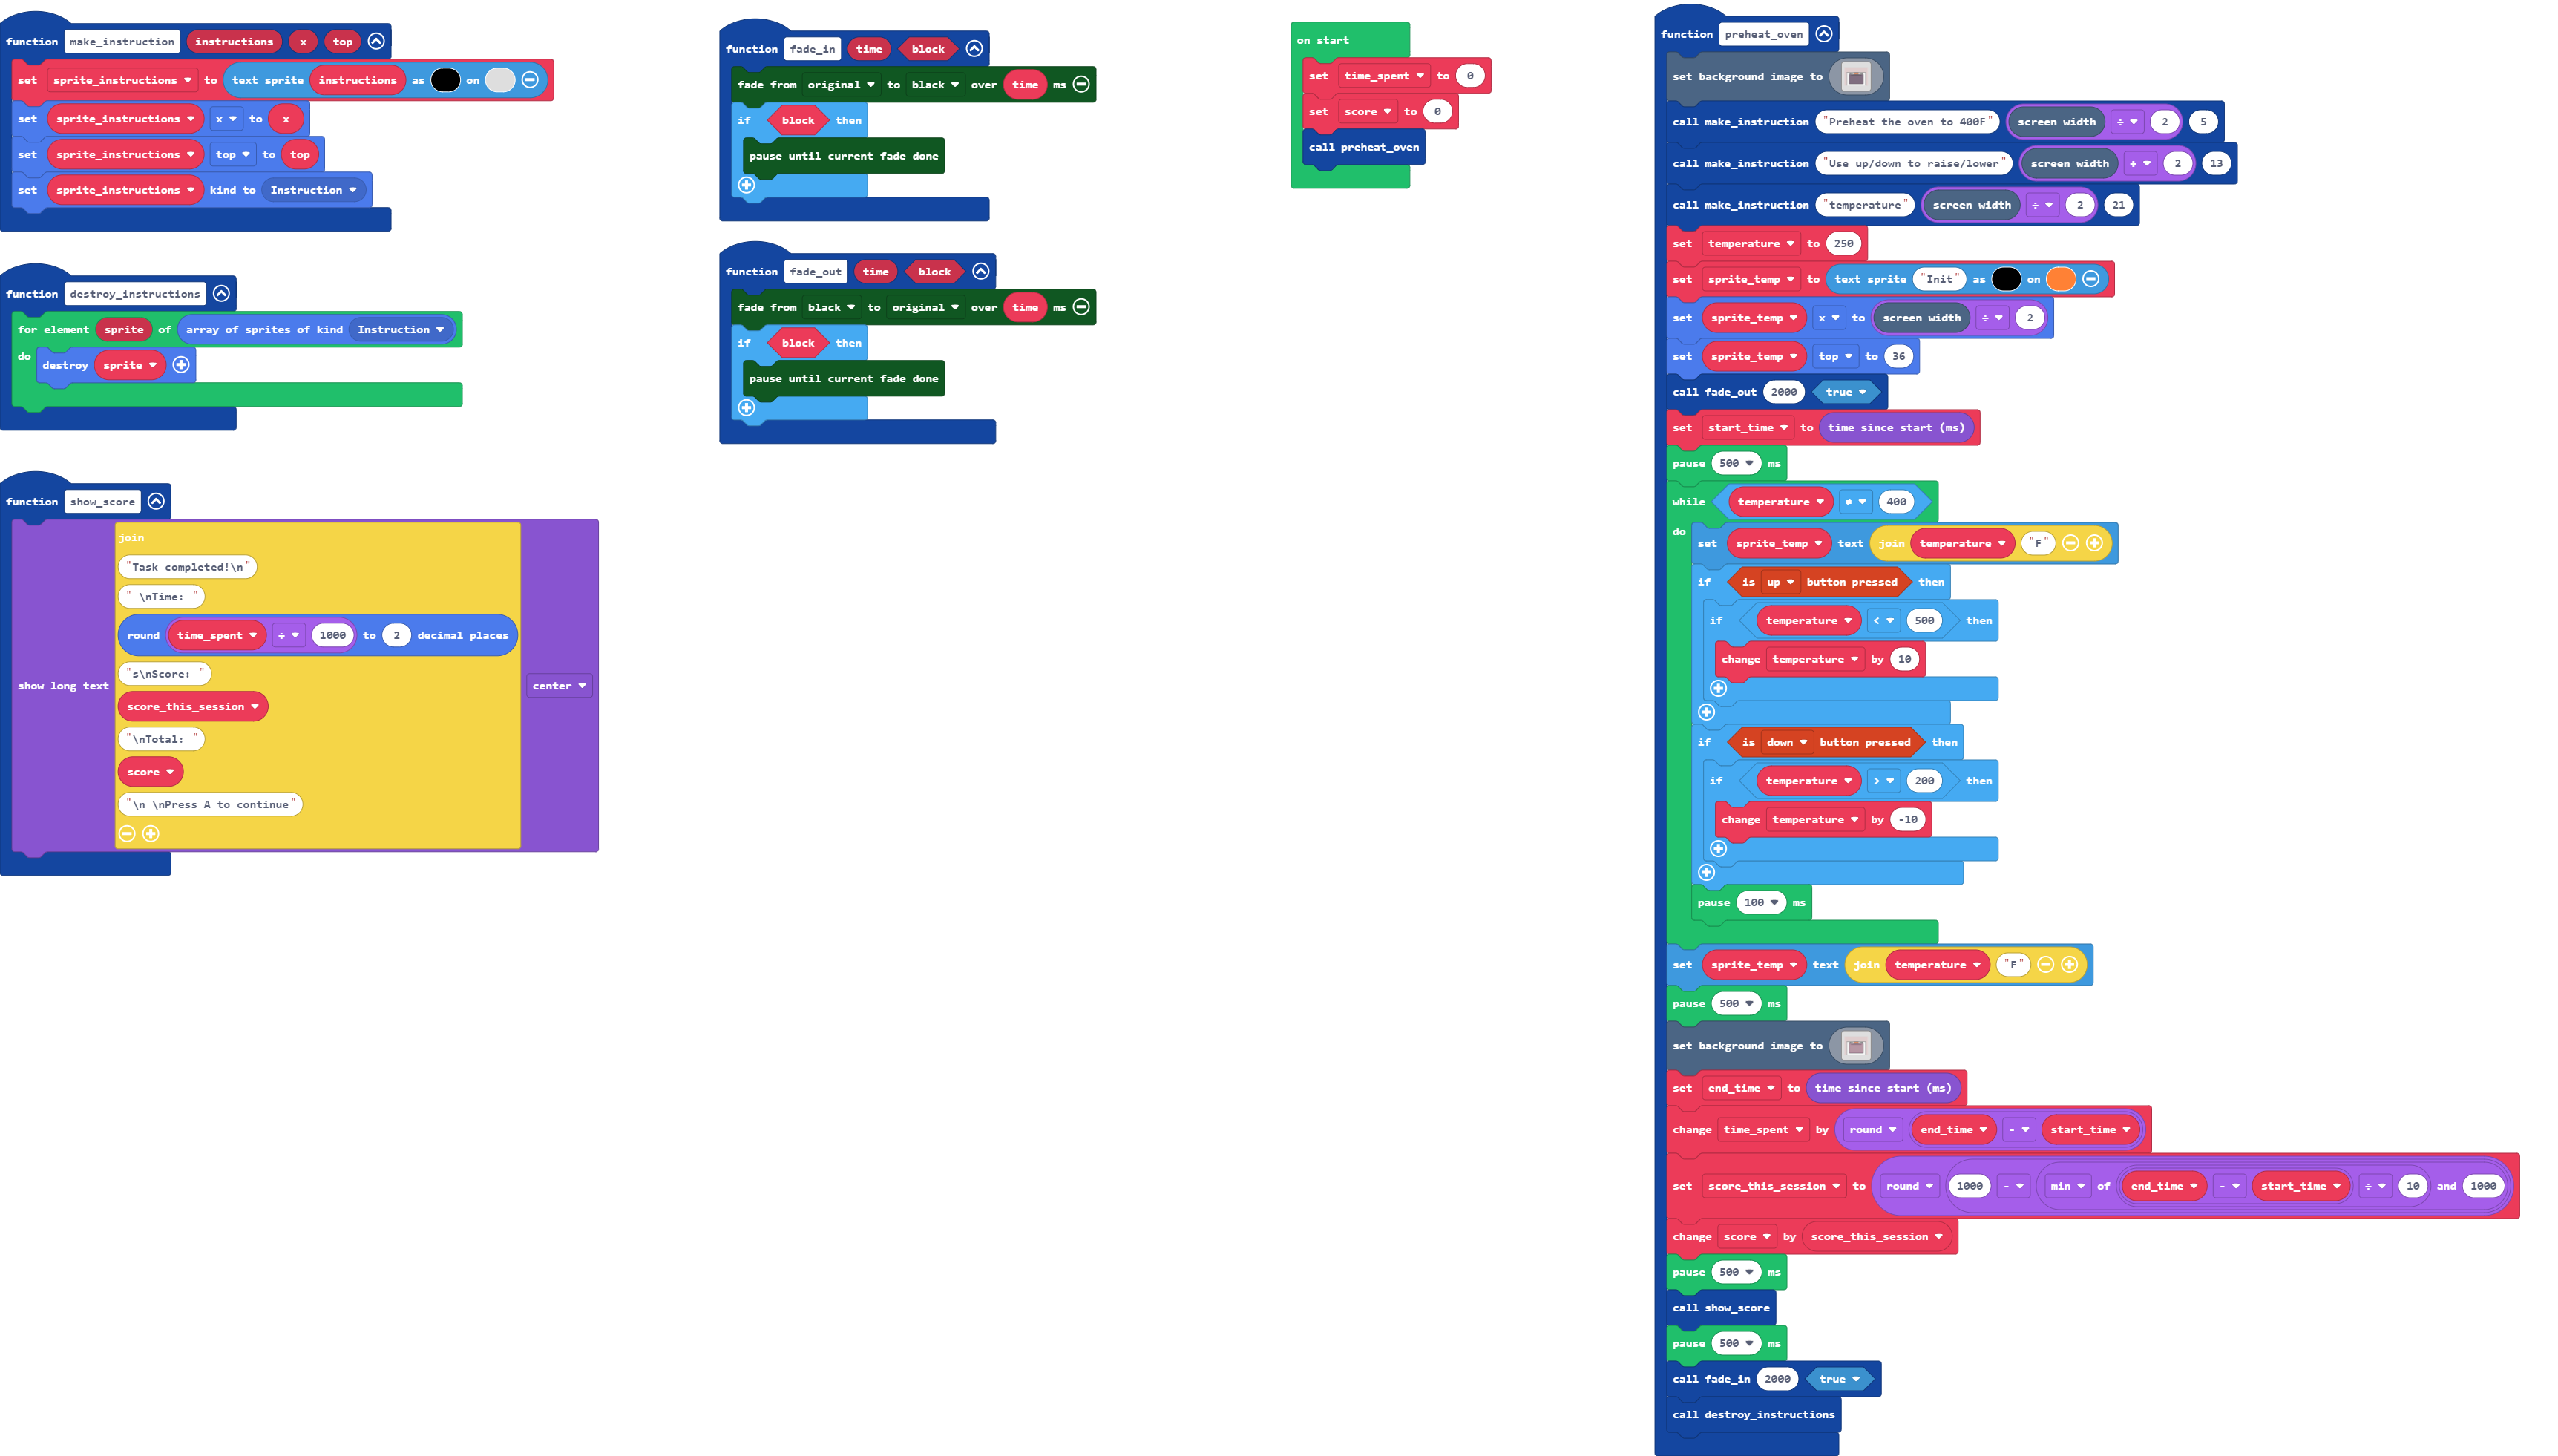 function make_instruction instructions x top
set sprite_instructions to text sprite instructions as on
set sprite_instructions x to x
set sprite_instructions top to top
set sprite_instructions kind to Instruction
function destroy_instructions
for element sprite of array of sprites of kind Instruction
do
destroy sprite
function show_score
show long text
join
"Task completed!\n"
" \nTime: "
round time_spent ÷ 1000 to 2 decimal places
"s\nScore: "
score_this_session
"\nTotal: "
score
"\n \nPress A to continue"
center
function fade_in time block
fade from original to black over time ms
if block then
pause until current fade done
function fade_out time block
fade from black to original over time ms
if block then
pause until current fade done
on start
set time_spent to 0
set score to 0
call preheat_oven
function preheat_oven
set background image to
call make_instruction "Preheat the oven to 400F" screen width ÷ 2 5
call make_instruction "Use up/down to raise/lower" screen width ÷ 2 13
call make_instruction "temperature" screen width ÷ 2 21
set temperature to 250
set sprite_temp to text sprite "Init" as on
set sprite_temp x to screen width ÷ 2
set sprite_temp top to 36
call fade_out 2000 true
set start_time to time since start (ms)
pause 500 ms
while temperature ≠ 400
do
set sprite_temp text join temperature "F"
if is up button pressed then
if temperature < 500 then
change temperature by 10
if is down button pressed then
if temperature > 200 then
change temperature by -10
pause 100 ms
set sprite_temp text join temperature "F"
pause 500 ms
set background image to
set end_time to time since start (ms)
change time_spent by round end_time - start_time
set score_this_session to round 1000 - min of end_time - start_time ÷ 10 and 1000
change score by score_this_session
pause 500 ms
call show_score
pause 500 ms
call fade_in 2000 true
call destroy_instructions